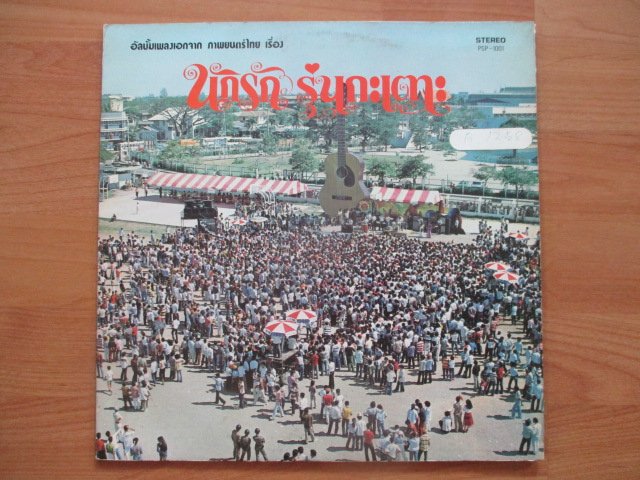 อัลบั้มเพลงเอกจาก ภาพยนตร์ไทย เรื่อง
STEREO
PSP-1001
นักรัก รุ่นกะเตาะ